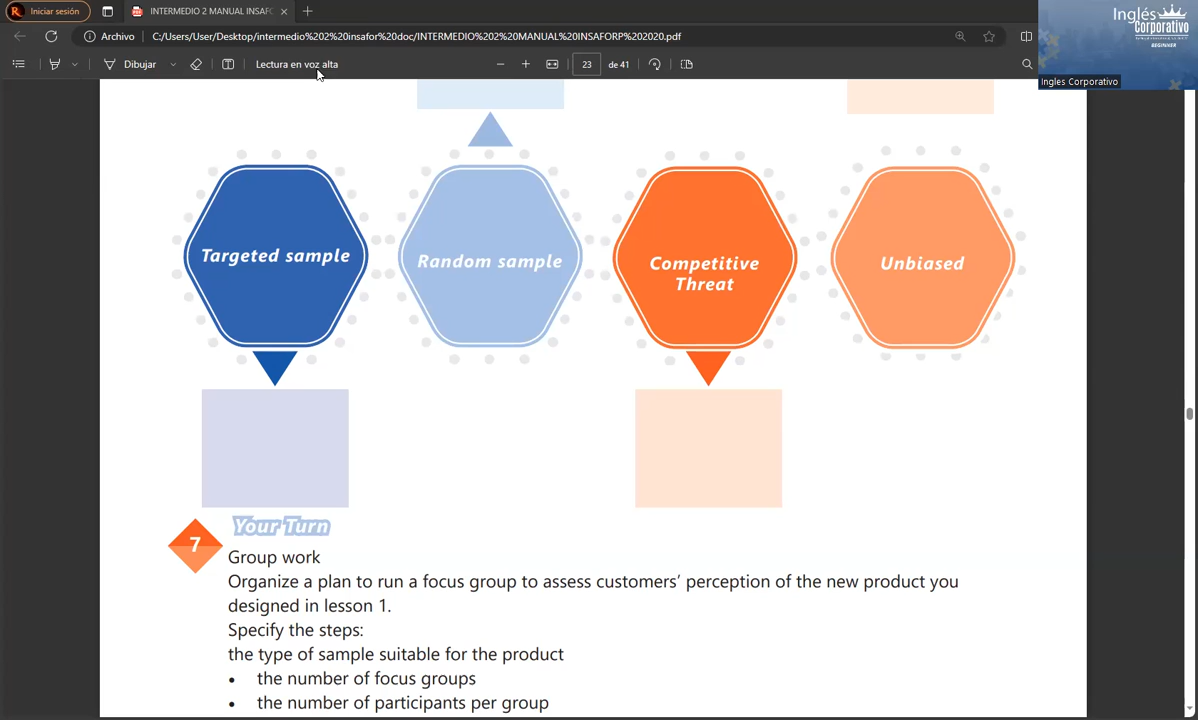 Iniciar sesión
INTERMEDIO 2 MANUAL INSAF
Archivo
C:/Users/User/Desktop/intermedio%202%20insafor%20doc/INTERMEDIO%202%20MANUAL%20INSAFORP%202020.pdf
Dibujar
Lectura en voz alta
23
de 41
Inglés
Corporativo
BEGINNER
Ingles Corporativo
Targeted sample
Random sample
Competitive
Threat
Unbiased
7
Your Turn
Group work
Organize a plan to run a focus group to assess customers’ perception of the new product you
designed in lesson 1.
Specify the steps:
the type of sample suitable for the product
• the number of focus groups
• the number of participants per group